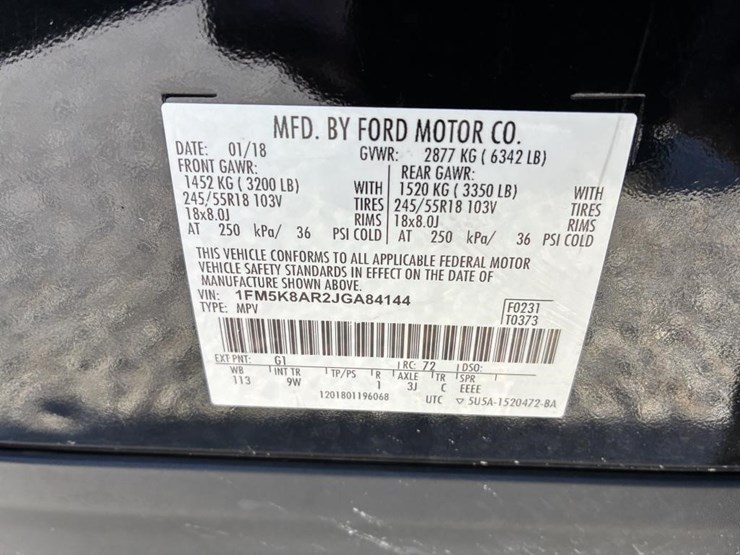 MFD. BY FORD MOTOR CO.
DATE: 01/18 GVWR: 2877 KG ( 6342 LB)
FRONT GAWR: REAR GAWR:
1452 KG ( 3200 LB) WITH 1520 KG ( 3350 LB) WITH
245/55R18 103V TIRES 245/55R18 103V TIRES
18x8.0J RIMS 18x8.0J RIMS
AT 250 kPa/ 36 PSI COLD AT 250 kPa/ 36 PSI COLD
THIS VEHICLE CONFORMS TO ALL APPLICABLE FEDERAL MOTOR
VEHICLE SAFETY STANDARDS IN EFFECT ON THE DATE OF
MANUFACTURE SHOWN ABOVE.
VIN: 1FM5K8AR2JGA84144
TYPE: MPV
F0231
T0373
EXT PNT: G1 RC: 72 DSO:
WB INT TR TP/PS R AXLE TR SPR
113 9W 1 3J C EEEE
1201801196068 UTC ▽ 5U5A-1520472-BA